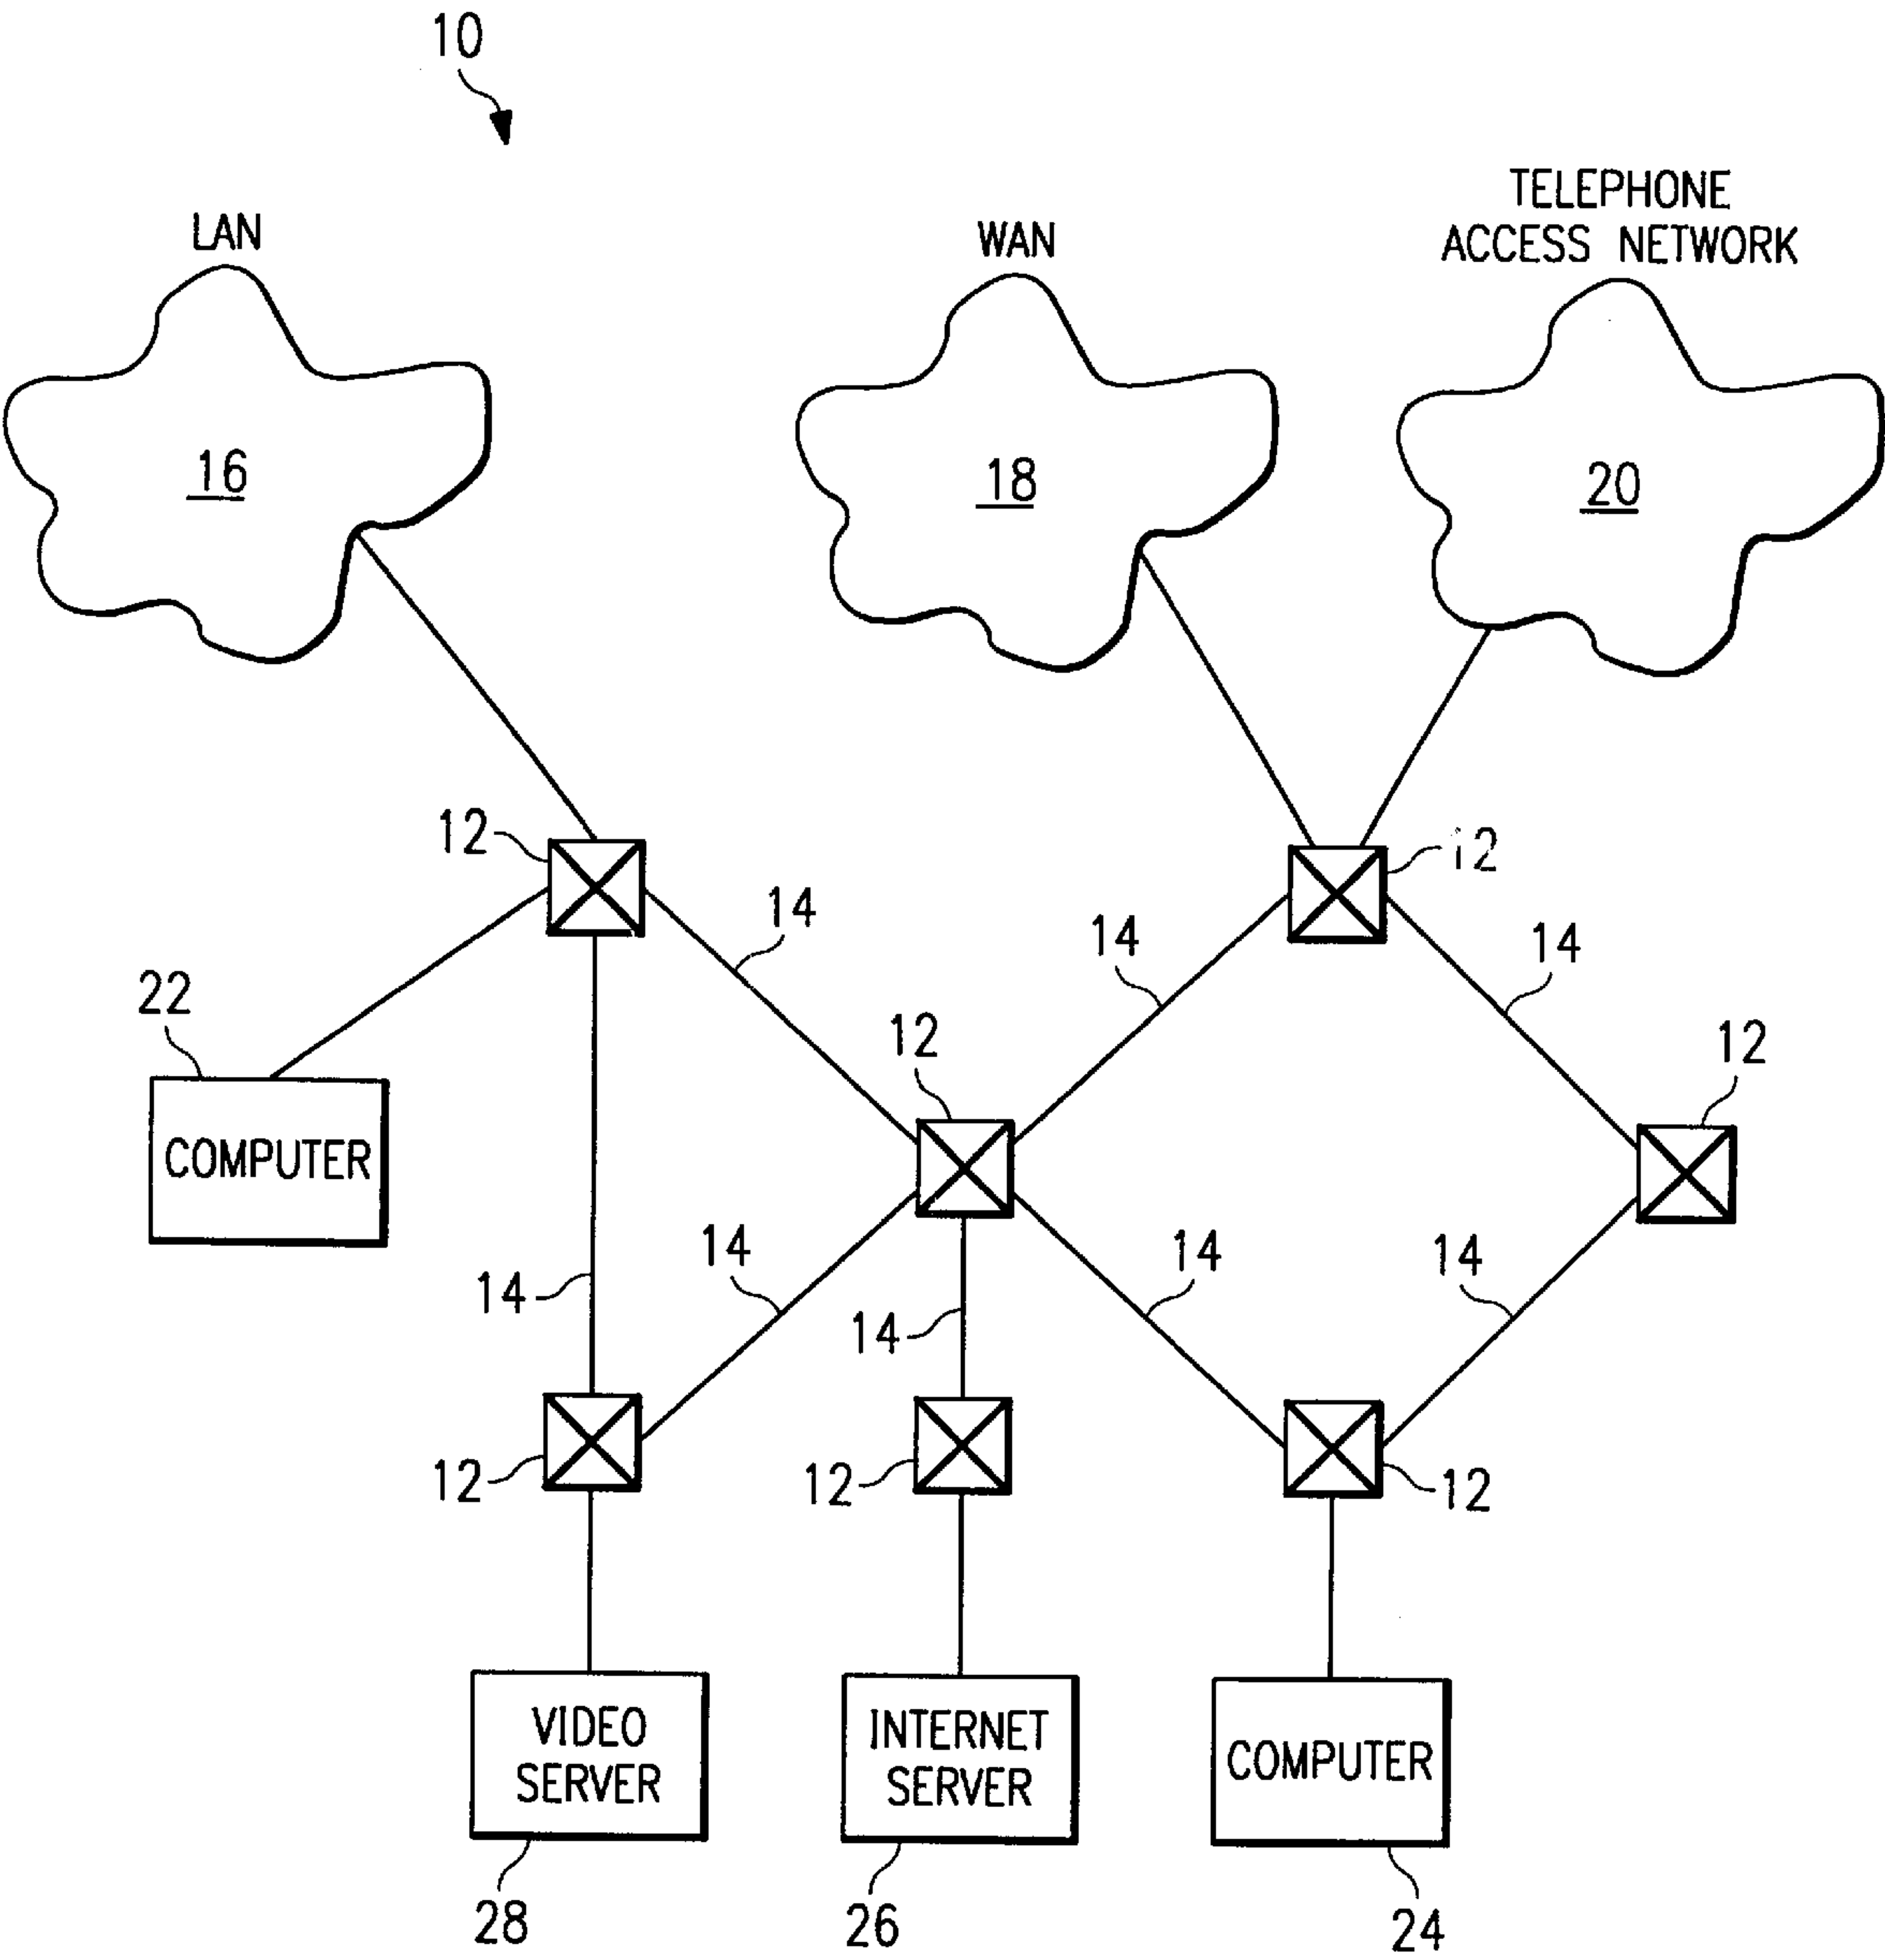 10
LAN
WAN
TELEPHONE
ACCESS NETWORK
16
18
20
12
12
14
14
14
22
12
12
COMPUTER
14
14
14
14
14
12
12
12
VIDEO
SERVER
INTERNET
SERVER
COMPUTER
28
26
24